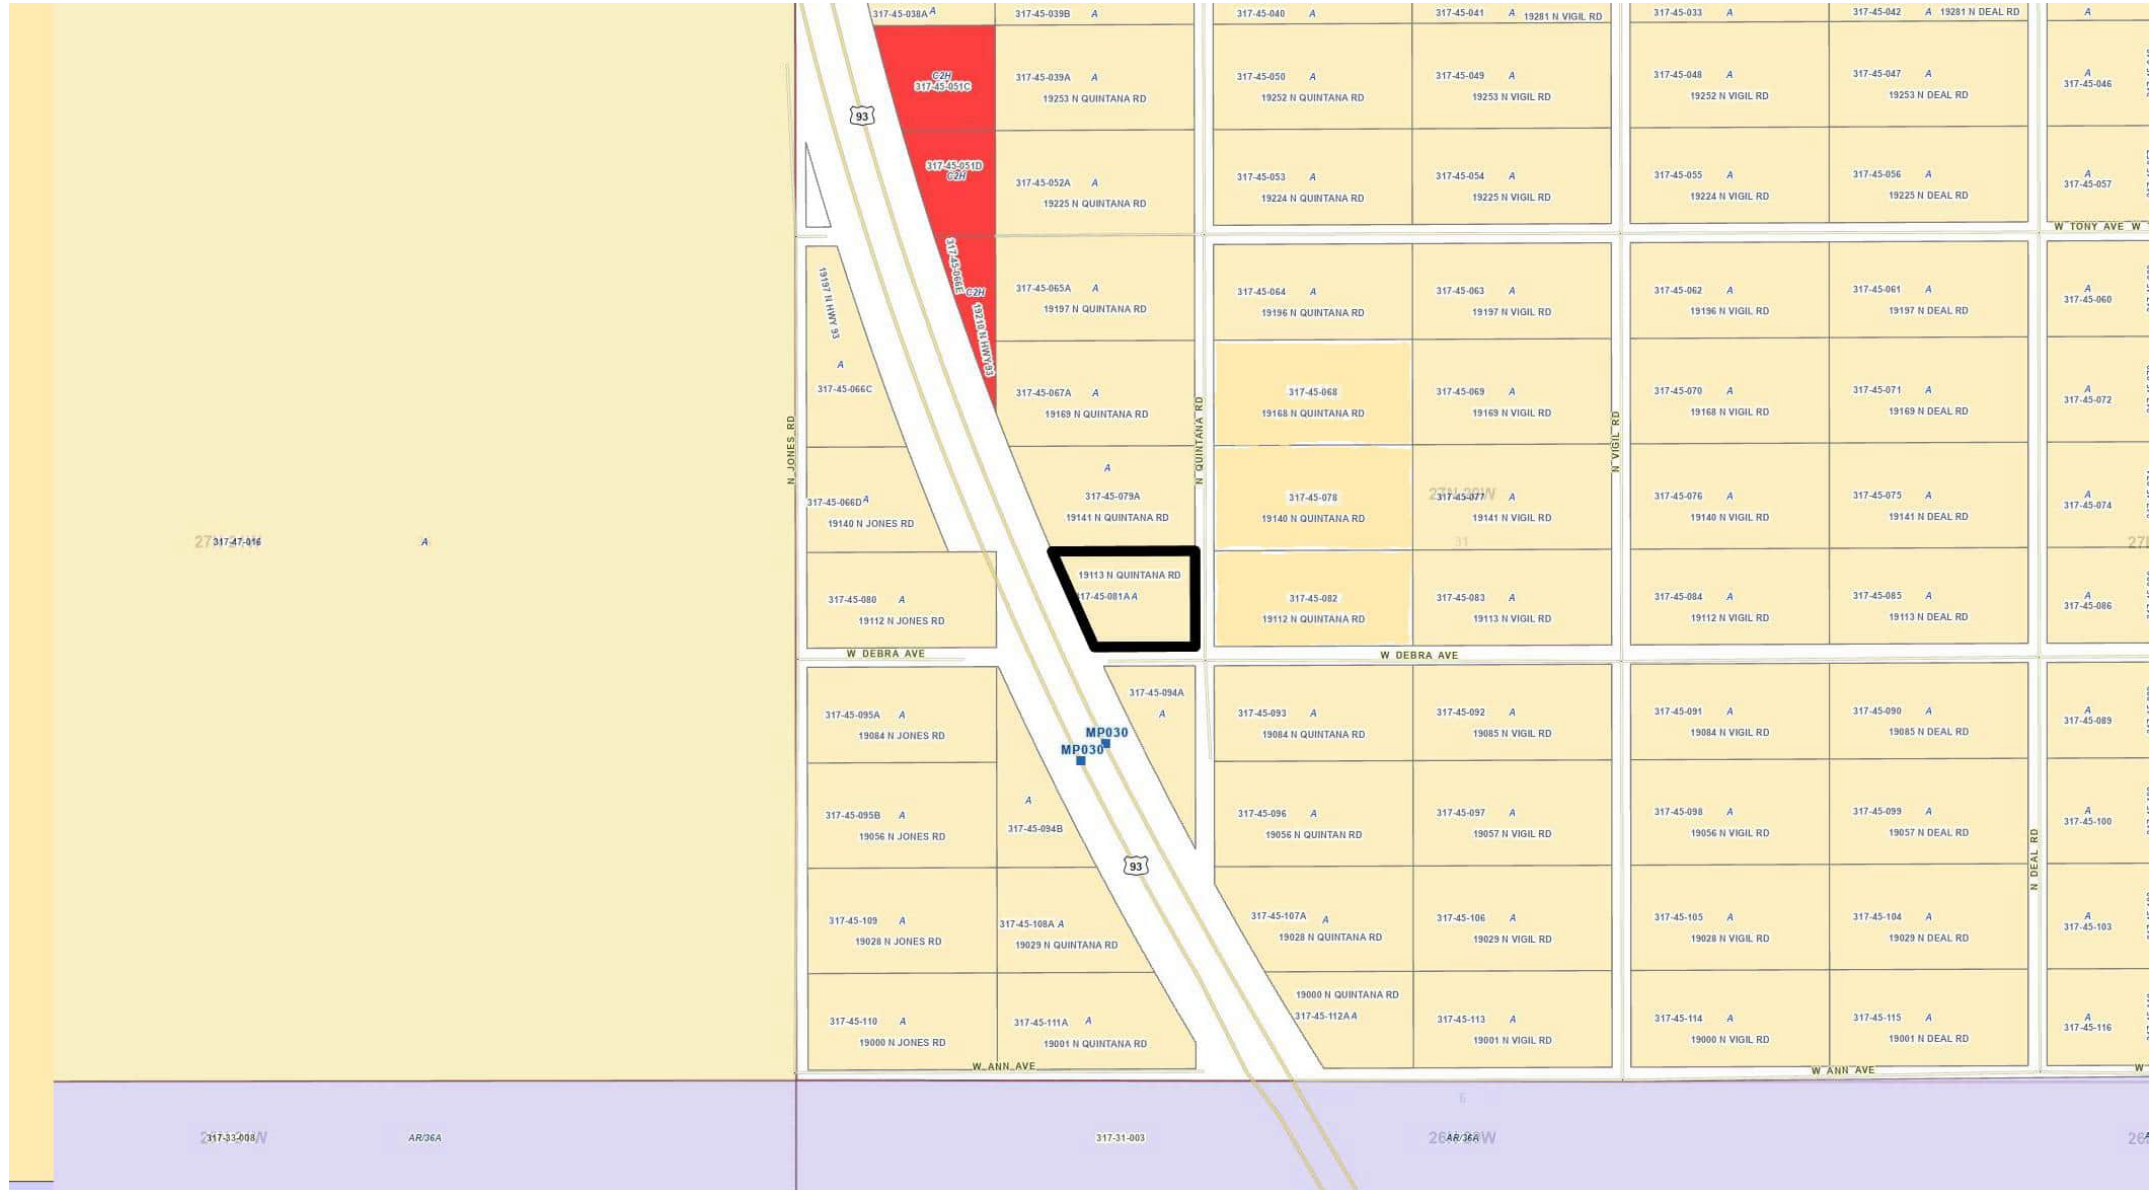 317-45-038A A
317-45-039B A
317-45-040 A
317-45-041 A 19281 N VIGIL RD
317-45-033 A
317-45-042 A 19281 N DEAL RD
A
C2H
317-45-051C
317-45-039A A
19253 N QUINTANA RD
317-45-050 A
19252 N QUINTANA RD
317-45-049 A
19253 N VIGIL RD
317-45-048 A
19252 N VIGIL RD
317-45-047 A
19253 N DEAL RD
A
317-45-046
93
317-45-051D
C2H
317-45-052A A
19225 N QUINTANA RD
317-45-053 A
19224 N QUINTANA RD
317-45-054 A
19225 N VIGIL RD
317-45-055 A
19224 N VIGIL RD
317-45-056 A
19225 N DEAL RD
A
317-45-057
W TONY AVE W
19197 N HWY 93
A
317-45-066C
317-45-066E
C2H
19210 N HWY 93
317-45-065A A
19197 N QUINTANA RD
317-45-064 A
19196 N QUINTANA RD
317-45-063 A
19197 N VIGIL RD
317-45-062 A
19196 N VIGIL RD
317-45-061 A
19197 N DEAL RD
A
317-45-060
317-45-067A A
19169 N QUINTANA RD
317-45-068
19168 N QUINTANA RD
317-45-069 A
19169 N VIGIL RD
317-45-070 A
19168 N VIGIL RD
317-45-071 A
19169 N DEAL RD
A
317-45-072
N JONES RD
N QUINTANA RD
N VIGIL RD
317-45-066D A
19140 N JONES RD
A
317-45-079A
19141 N QUINTANA RD
317-45-078
19140 N QUINTANA RD
317-45-077 A
19141 N VIGIL RD
31
317-45-076 A
19140 N VIGIL RD
317-45-075 A
19141 N DEAL RD
A
317-45-074
317-47-016 A
317-45-080 A
19112 N JONES RD
19113 N QUINTANA RD
17-45-081A A
317-45-082
19112 N QUINTANA RD
317-45-083 A
19113 N VIGIL RD
317-45-084 A
19112 N VIGIL RD
317-45-085 A
19113 N DEAL RD
A
317-45-086
W DEBRA AVE
W DEBRA AVE
317-45-095A A
19084 N JONES RD
317-45-094A
A
MP030
MP030
317-45-093 A
19084 N QUINTANA RD
317-45-092 A
19085 N VIGIL RD
317-45-091 A
19084 N VIGIL RD
317-45-090 A
19085 N DEAL RD
A
317-45-089
317-45-095B A
19056 N JONES RD
A
317-45-094B
317-45-096 A
19056 N QUINTAN RD
317-45-097 A
19057 N VIGIL RD
317-45-098 A
19056 N VIGIL RD
317-45-099 A
19057 N DEAL RD
A
317-45-100
93
N DEAL RD
317-45-109 A
19028 N JONES RD
317-45-108A A
19029 N QUINTANA RD
317-45-107A A
19028 N QUINTANA RD
317-45-106 A
19029 N VIGIL RD
317-45-105 A
19028 N VIGIL RD
317-45-104 A
19029 N DEAL RD
A
317-45-103
317-45-110 A
19000 N JONES RD
317-45-111A A
19001 N QUINTANA RD
19000 N QUINTANA RD
317-45-112A A
317-45-113 A
19001 N VIGIL RD
317-45-114 A
19000 N VIGIL RD
317-45-115 A
19001 N DEAL RD
A
317-45-116
W ANN AVE
W ANN AVE
W
6
317-33-008
AR/36A
317-31-003
AR/36A